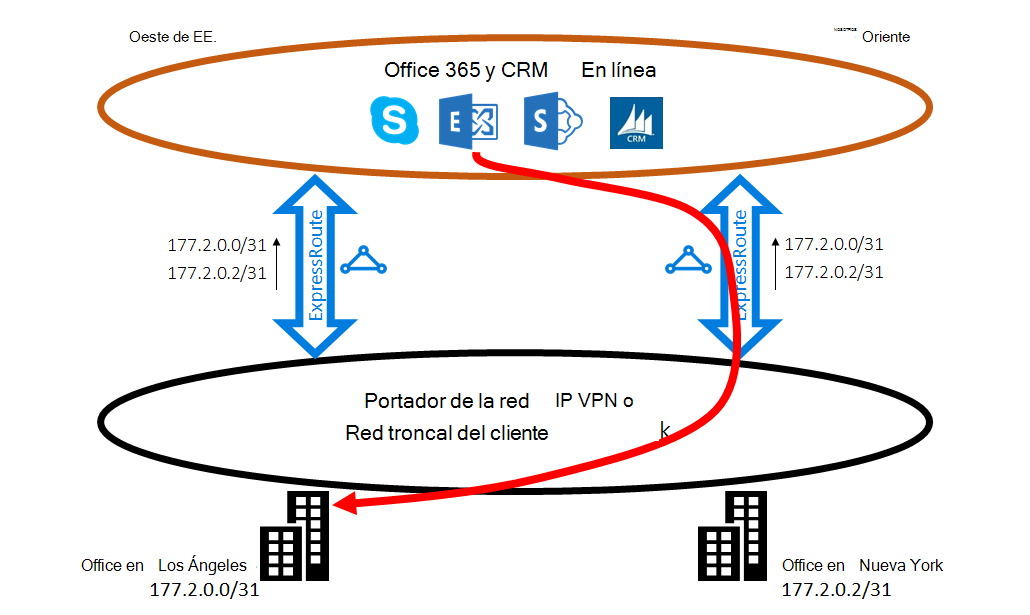 Oeste de EE.
NOSOTROS Oriente
Office 365 y CRM En línea
S
E
S
CRM
177.2.0.0/31
177.2.0.2/31
ExpressRoute
ExpressRoute
177.2.0.0/31
177.2.0.2/31
Portador de la red IP VPN o
Red troncal del cliente k
Office en Los Ángeles
177.2.0.0/31
Office en Nueva York
177.2.0.2/31